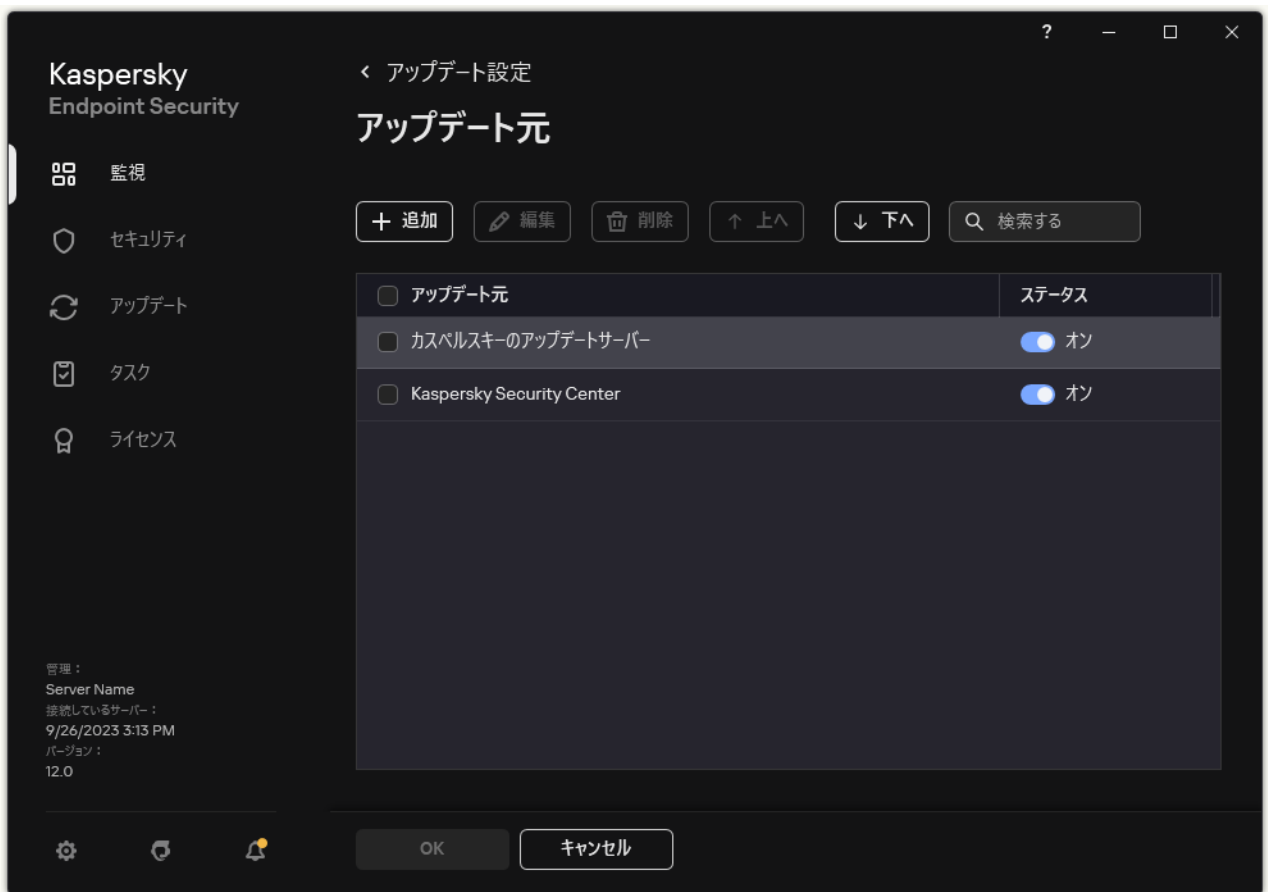 ?
Kaspersky
Endpoint Security
監視
セキュリティ
アップデート
タスク
ライセンス
管理：
Server Name
接続しているサーバー：
9/26/2023 3:13 PM
バージョン：
12.0
アップデート設定
アップデート元
追加 編集 削除 上へ 下へ 検索する
アップデート元 ステータス
カスペルスキーのアップデートサーバー オン
Kaspersky Security Center オン
OK キャンセル